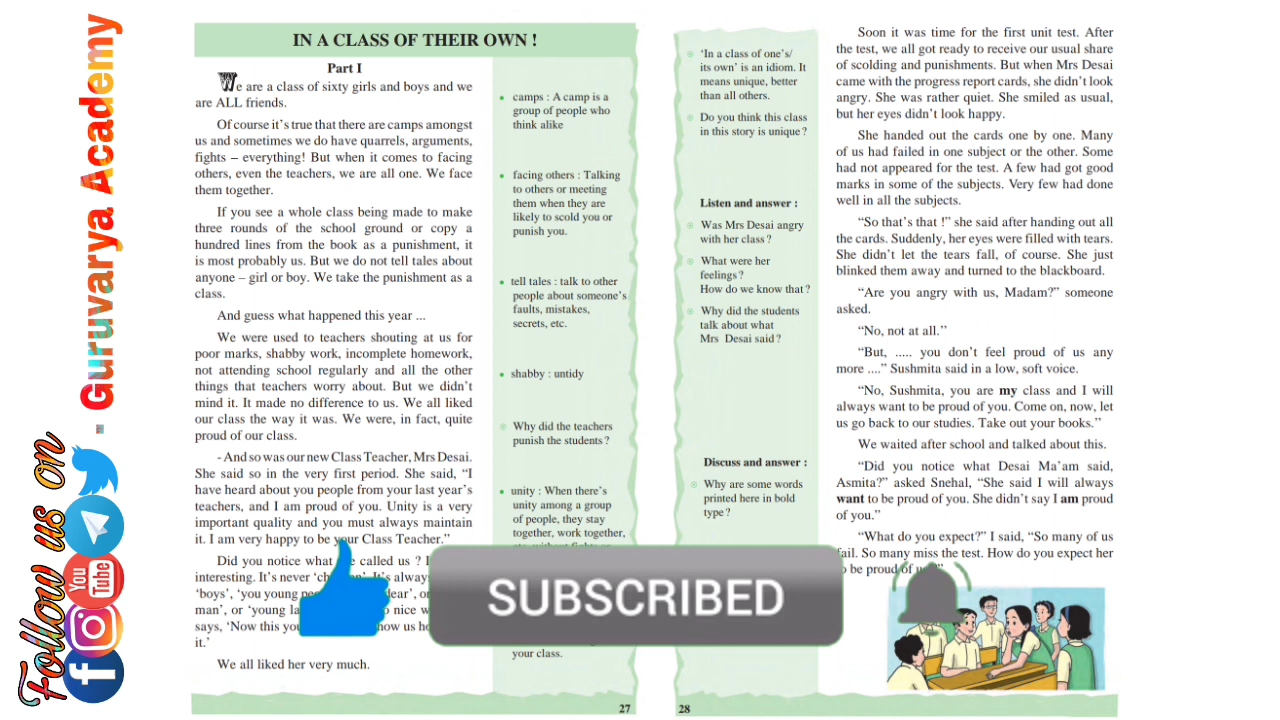 - Guruvarya Academy
Follow us on
You
Tube
IN A CLASS OF THEIR OWN !
Part I
We are a class of sixty girls and boys and we
are ALL friends.
Of course it's true that there are camps amongst
us and sometimes we do have quarrels, arguments,
fights – everything! But when it comes to facing
others, even the teachers, we are all one. We face
them together.
If you see a whole class being made to make
three rounds of the school ground or copy a
hundred lines from the book as a punishment, it
is most probably us. But we do not tell tales about
anyone – girl or boy. We take the punishment as a
class.
And guess what happened this year ...
We were used to teachers shouting at us for
poor marks, shabby work, incomplete homework,
not attending school regularly and all the other
things that teachers worry about. But we didn't
mind it. It made no difference to us. We all liked
our class the way it was. We were, in fact, quite
proud of our class.
- And so was our new Class Teacher, Mrs Desai.
She said so in the very first period. She said, “I
have heard about you people from your last year's
teachers, and I am proud of you. Unity is a very
important quality and you must always maintain
it. I am very happy to be your Class Teacher.”
Did you notice what called us ?
interesting. It's never always
'boys', 'you young dear', or
man', or 'young nice
says, 'Now this show us
it.'
We all liked her very much.
• camps : A camp is a
group of people who
think alike
• facing others : Talking
to others or meeting
them when they are
likely to scold you or
punish you.
• tell tales : talk to other
people about someone's
faults, mistakes,
secrets, etc.
• shabby : untidy
Why did the teachers
punish the students ?
• unity : When there's
unity among a group
of people, they stay
together, work together,
your class.
27
'In a class of one's/
its own' is an idiom. It
means unique, better
than all others.
Do you think this class
in this story is unique ?
Listen and answer :
Was Mrs Desai angry
with her class ?
What were her
feelings ?
How do we know that ?
Why did the students
talk about what
Mrs Desai said ?
Discuss and answer :
Why are some words
printed here in bold
type ?
28
Soon it was time for the first unit test. After
the test, we all got ready to receive our usual share
of scolding and punishments. But when Mrs Desai
came with the progress report cards, she didn't look
angry. She was rather quiet. She smiled as usual,
but her eyes didn't look happy.
She handed out the cards one by one. Many
of us had failed in one subject or the other. Some
had not appeared for the test. A few had got good
marks in some of the subjects. Very few had done
well in all the subjects.
“So that's that !” she said after handing out all
the cards. Suddenly, her eyes were filled with tears.
She didn't let the tears fall, of course. She just
blinked them away and turned to the blackboard.
“Are you angry with us, Madam?” someone
asked.
“No, not at all.”
“But, ..... you don't feel proud of us any
more ....” Sushmita said in a low, soft voice.
“No, Sushmita, you are my class and I will
always want to be proud of you. Come on, now, let
us go back to our studies. Take out your books.”
We waited after school and talked about this.
“Did you notice what Desai Ma'am said,
Asmita?” asked Snehal, “She said I will always
want to be proud of you. She didn't say I am proud
of you.”
“What do you expect?” I said, “So many of us
fail. So many miss the test. How do you expect her
be proud of
SUBSCRIBED